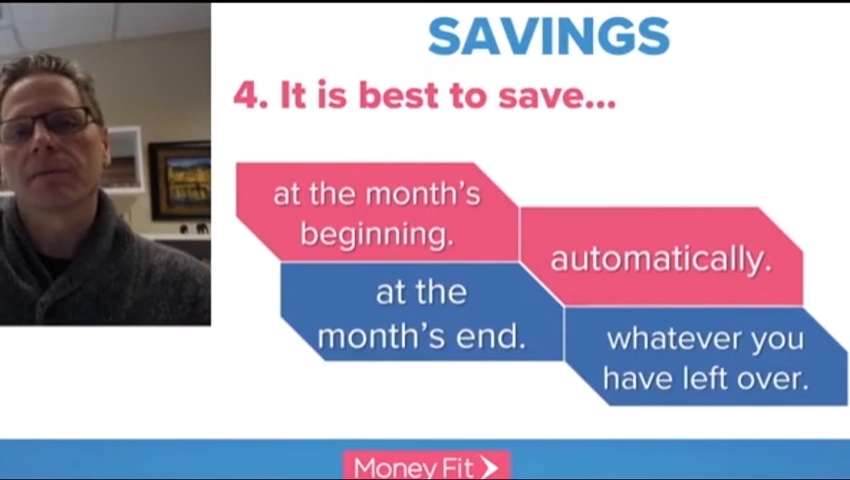 SAVINGS
4. It is best to save...
at the month's
beginning.
automatically.
at the
month's end.
whatever you
have left over.
Money Fit